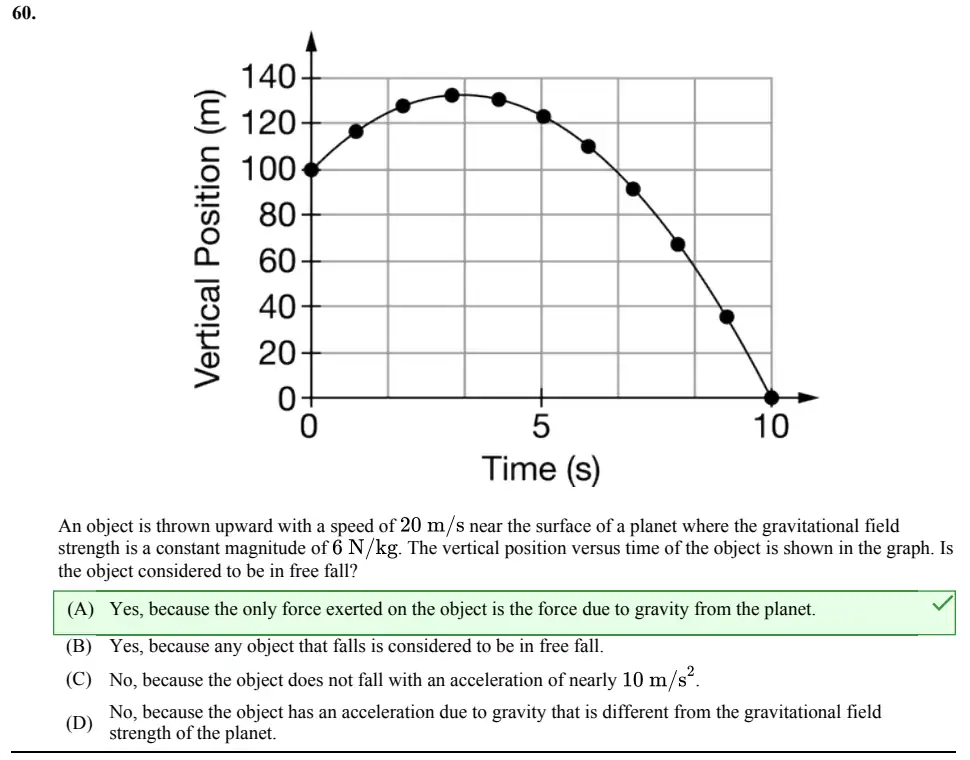 60.
140
120
100
80
60
40
20
0
Vertical Position (m)
0 5 10
Time (s)
An object is thrown upward with a speed of 20 m/s near the surface of a planet where the gravitational field
strength is a constant magnitude of 6 N/kg. The vertical position versus time of the object is shown in the graph. Is
the object considered to be in free fall?
(A) Yes, because the only force exerted on the object is the force due to gravity from the planet.
(B) Yes, because any object that falls is considered to be in free fall.
(C) No, because the object does not fall with an acceleration of nearly 10 m/s².
(D) No, because the object has an acceleration due to gravity that is different from the gravitational field
strength of the planet.